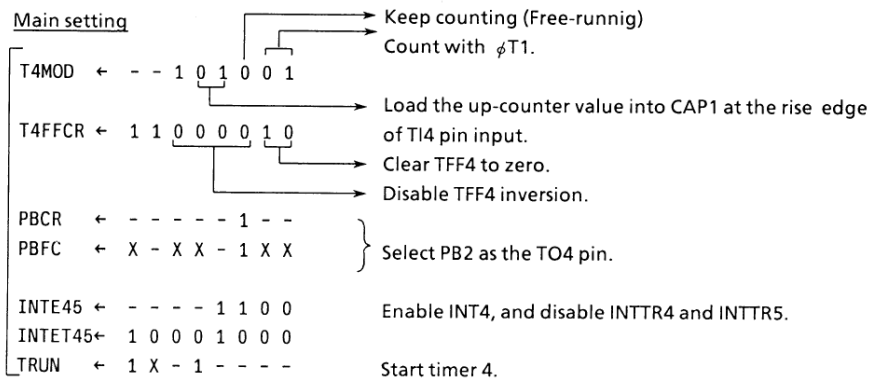 Main setting
Keep counting (Free-runnig)
Count with φT1.
T4MOD ← - - 1 0 1 0 0 1
Load the up-counter value into CAP1 at the rise edge
of TI4 pin input.
T4FFCR ← 1 1 0 0 0 0 1 0
Clear TFF4 to zero.
Disable TFF4 inversion.
PBCR ← - - - - - 1 - -
PBFC ← X - X X - 1 X X
Select PB2 as the TO4 pin.
INTE45 ← - - - - 1 1 0 0
Enable INT4, and disable INTTR4 and INTTR5.
INTET45← 1 0 0 0 1 0 0 0
TRUN ← 1 X - 1 - - - -
Start timer 4.